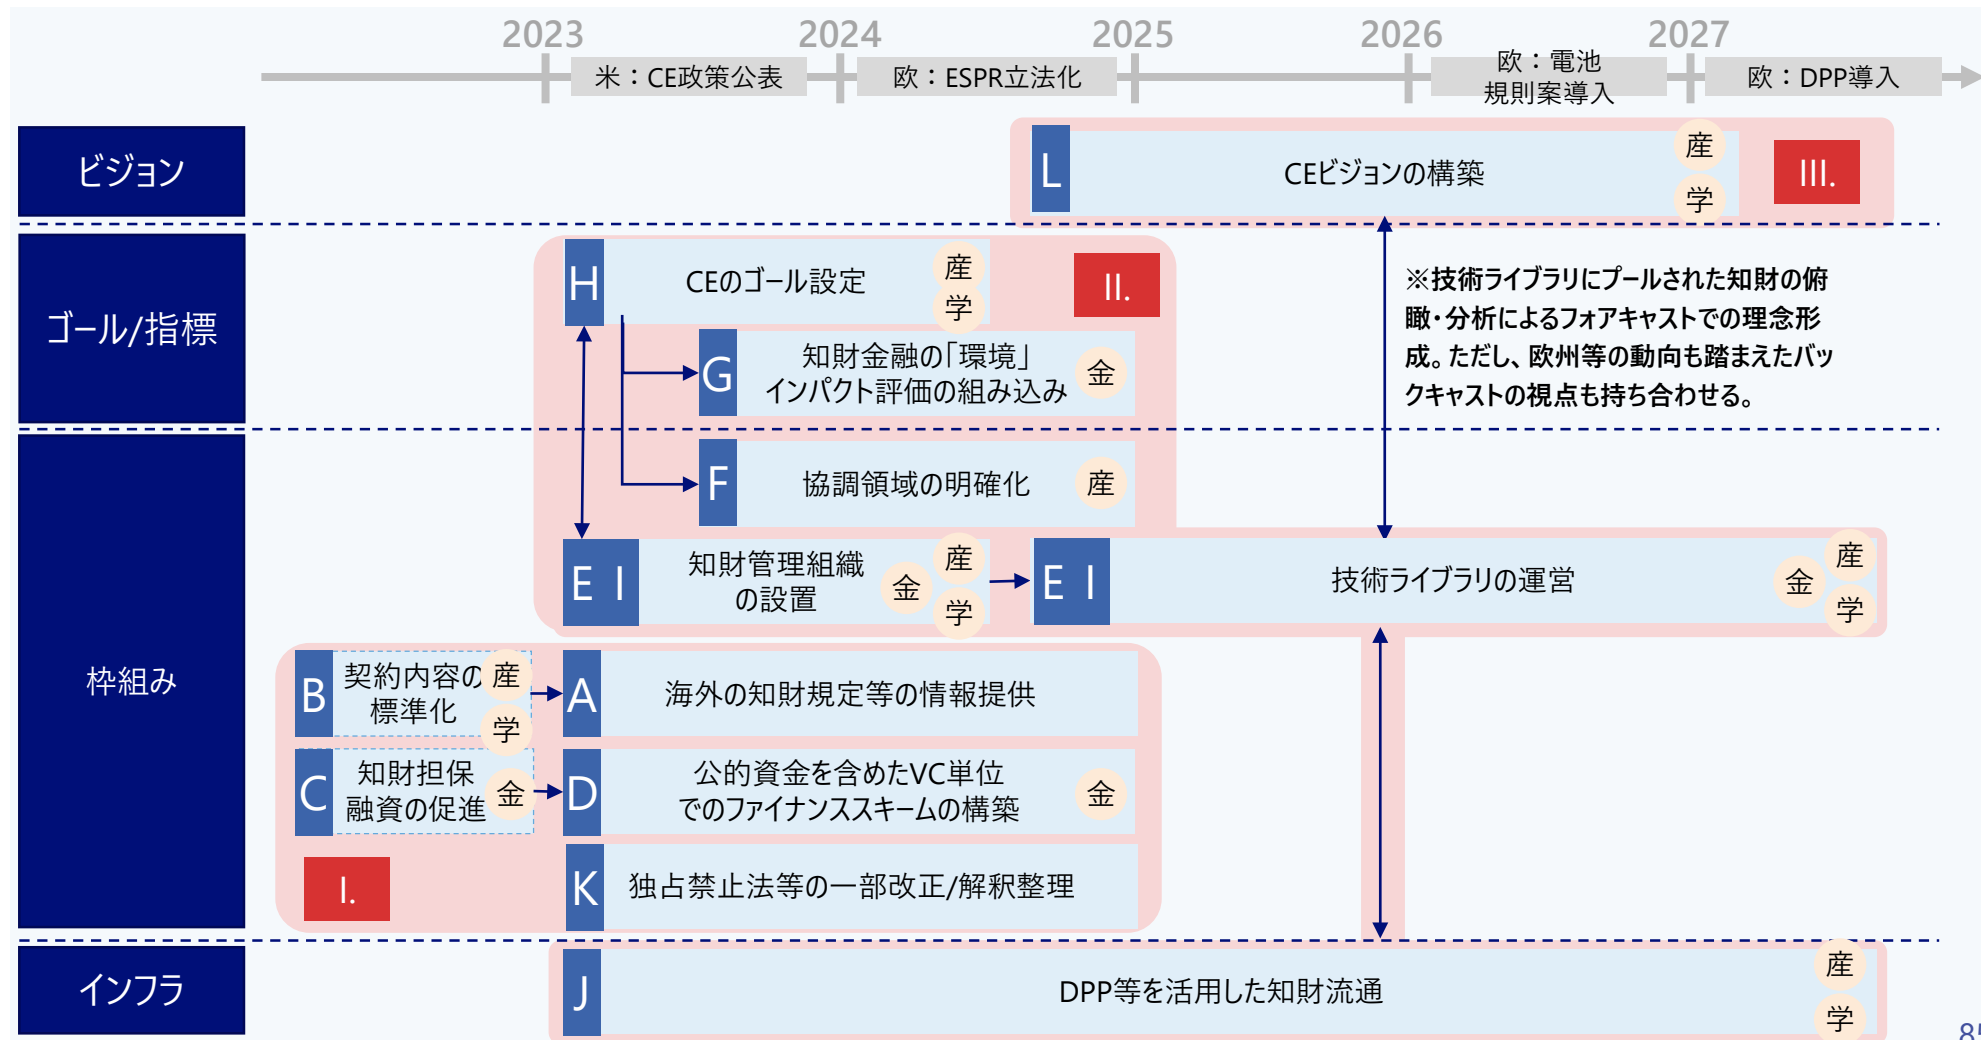 2023
2024
2025
2026
2027
米：CE政策公表
欧：ESPR立法化
欧：電池
規則案導入
欧：DPP導入
ビジョン
L
CEビジョンの構築
産
学
III.
ゴール/指標
H
CEのゴール設定
産
学
II.
G
知財金融の「環境」
インパクト評価の組み込み
金
※技術ライブラリにプールされた知財の俯
瞰・分析によるフォアキャストでの理念形
成。ただし、欧州等の動向も踏まえたバッ
クキャストの視点も持ち合わせる。
枠組み
F
協調領域の明確化
産
E I
知財管理組織
の設置
金
産
学
E I
技術ライブラリの運営
金
産
学
B
契約内容の
標準化
産
学
A
海外の知財規定等の情報提供
C
知財担保
融資の促進
金
D
公的資金を含めたVC単位
でのファイナンススキームの構築
金
I.
K
独占禁止法等の一部改正/解釈整理
インフラ
J
DPP等を活用した知財流通
産
学